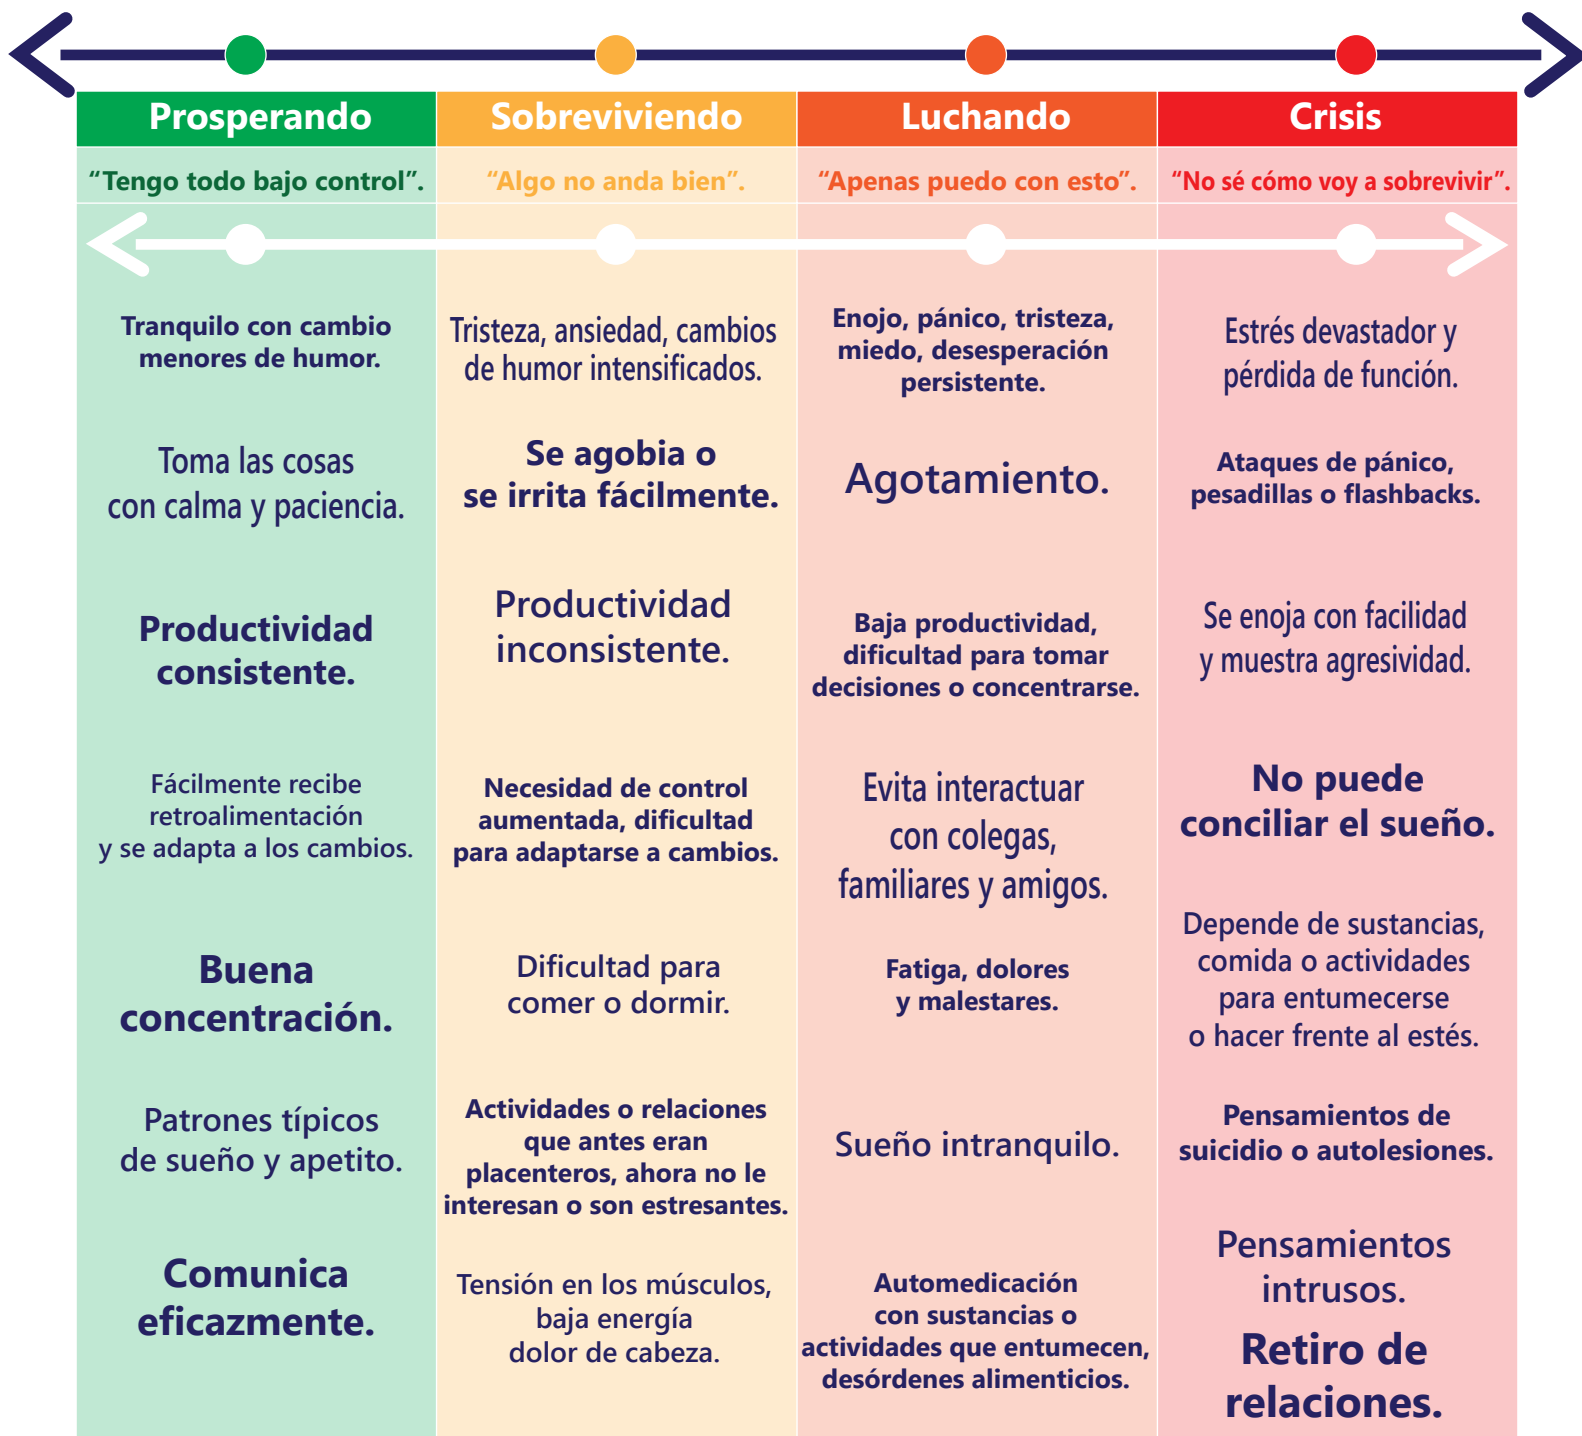 Prosperando
"Tengo todo bajo control".
Tranquilo con cambio
menores de humor.
Toma las cosas
con calma y paciencia.
Productividad
consistente.
Fácilmente recibe
retroalimentación
y se adapta a los cambios.
Buena
concentración.
Patrones típicos
de sueño y apetito.
Comunica
eficazmente.
Sobreviviendo
"Algo no anda bien".
Tristeza, ansiedad, cambios
de humor intensificados.
Se agobia o
se irrita fácilmente.
Productividad
inconsistente.
Necesidad de control
aumentada, dificultad
para adaptarse a cambios.
Dificultad para
comer o dormir.
Actividades o relaciones
que antes eran
placenteros, ahora no le
interesan o son estresantes.
Tensión en los músculos,
baja energía
dolor de cabeza.
Luchando
"Apenas puedo con esto".
Enojo, pánico, tristeza,
miedo, desesperación
persistente.
Agotamiento.
Baja productividad,
dificultad para tomar
decisiones o concentrarse.
Evita interactuar
con colegas,
familiares y amigos.
Fatiga, dolores
y malestares.
Sueño intranquilo.
Automedicación
con sustancias o
actividades que entumecen,
desórdenes alimenticios.
Crisis
"No sé cómo voy a sobrevivir".
Estrés devastador y
pérdida de función.
Ataques de pánico,
pesadillas o flashbacks.
Se enoja con facilidad
y muestra agresividad.
No puede
conciliar el sueño.
Depende de sustancias,
comida o actividades
para entumecerse
o hacer frente al estés.
Pensamientos de
suicidio o autolesiones.
Pensamientos
intrusos.
Retiro de
relaciones.